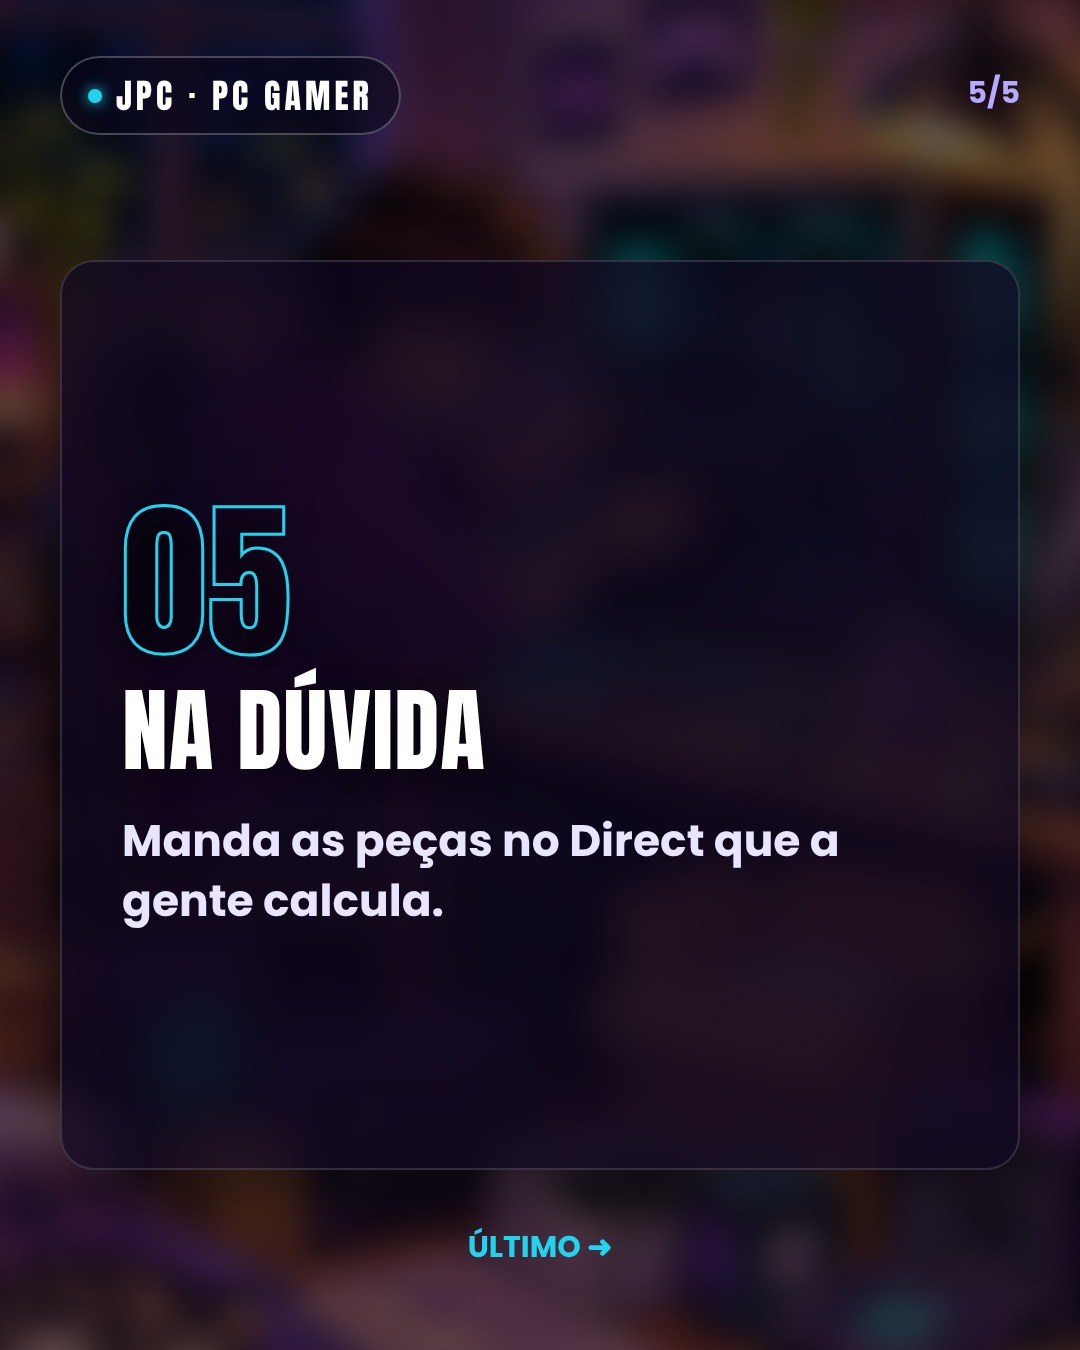 JPC · PC GAMER
5/5
05
NA DÚVIDA
Manda as peças no Direct que a
gente calcula.
ÚLTIMO →